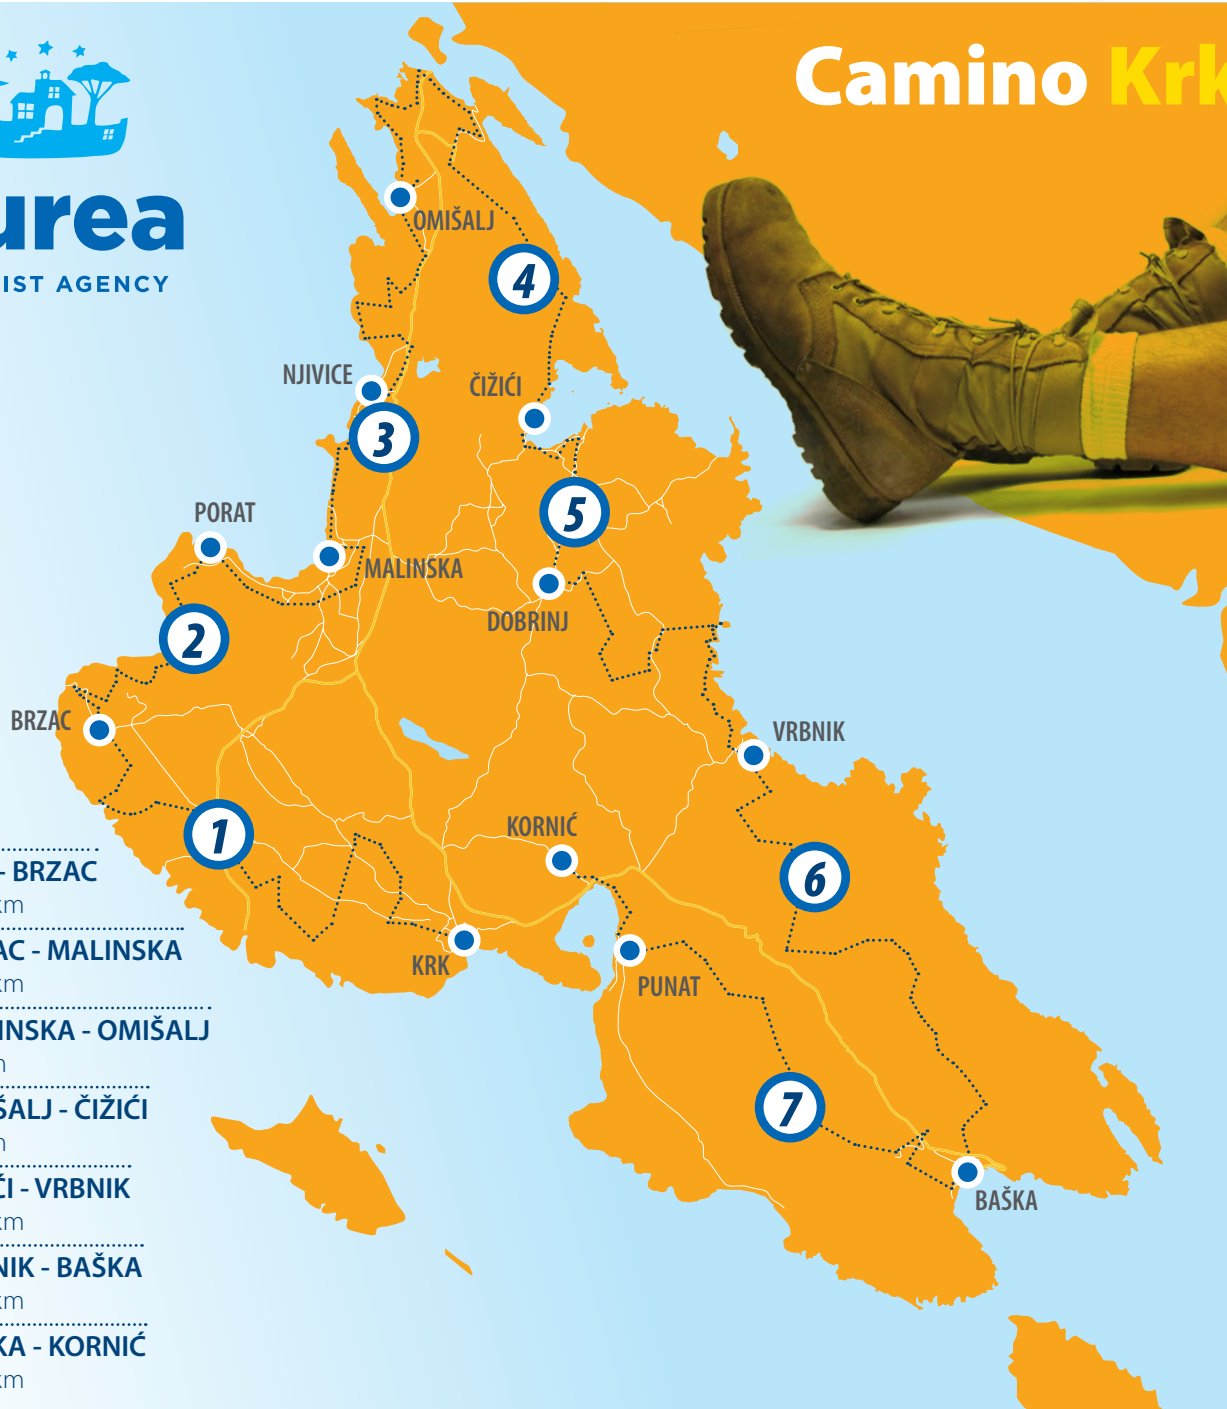 Camino Krk
urea
IST AGENCY
OMIŠALJ
4
NJIVICE
ČIŽIĆI
3
PORAT
5
MALINSKA
DOBRINJ
2
BRZAC
VRBNIK
1
KORNIĆ
6
KRK
PUNAT
7
BAŠKA
- BRZAC
km
AC - MALINSKA
km
INSKA - OMIŠALJ
m
ŠALJ - ČIŽIĆI
m
ĆI - VRBNIK
km
NIK - BAŠKA
km
KA - KORNIĆ
km